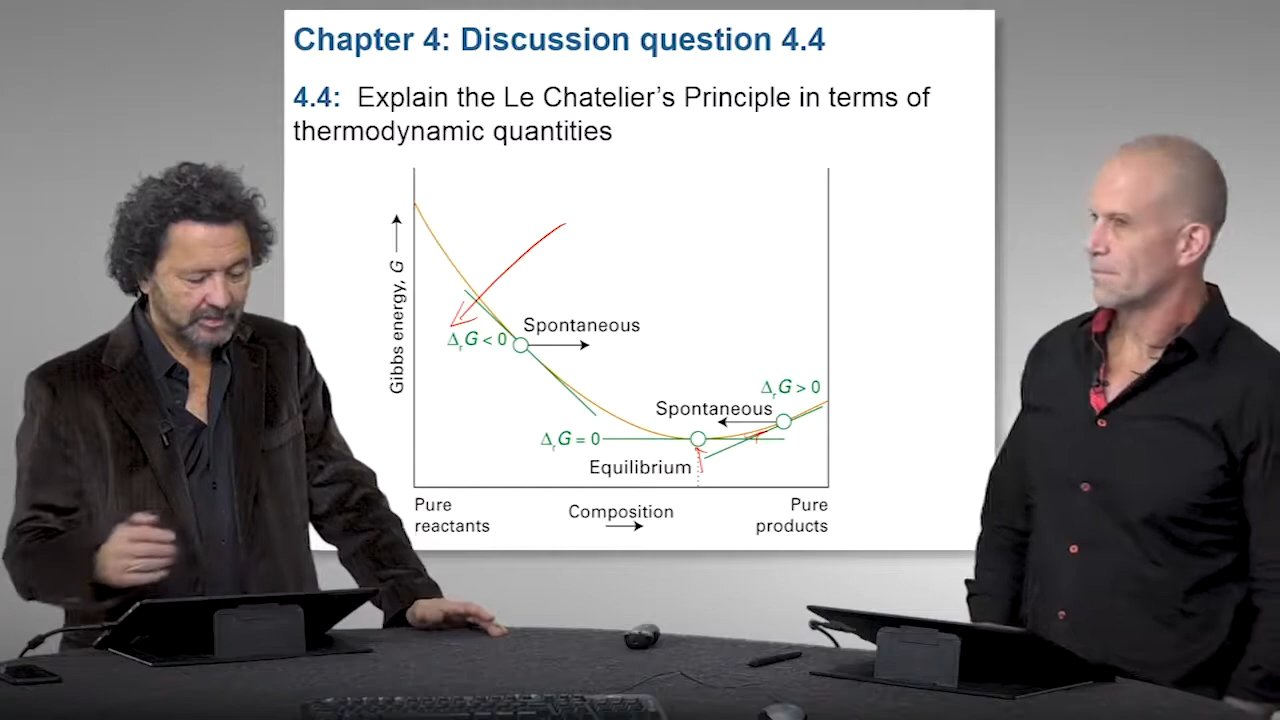 Chapter 4: Discussion question 4.4
4.4: Explain the Le Chatelier's Principle in terms of
thermodynamic quantities
Gibbs energy, G
Spontaneous
ΔᵣG < 0
ΔᵣG > 0
Spontaneous
ΔᵣG = 0
Equilibrium
Pure
reactants
Composition
Pure
products